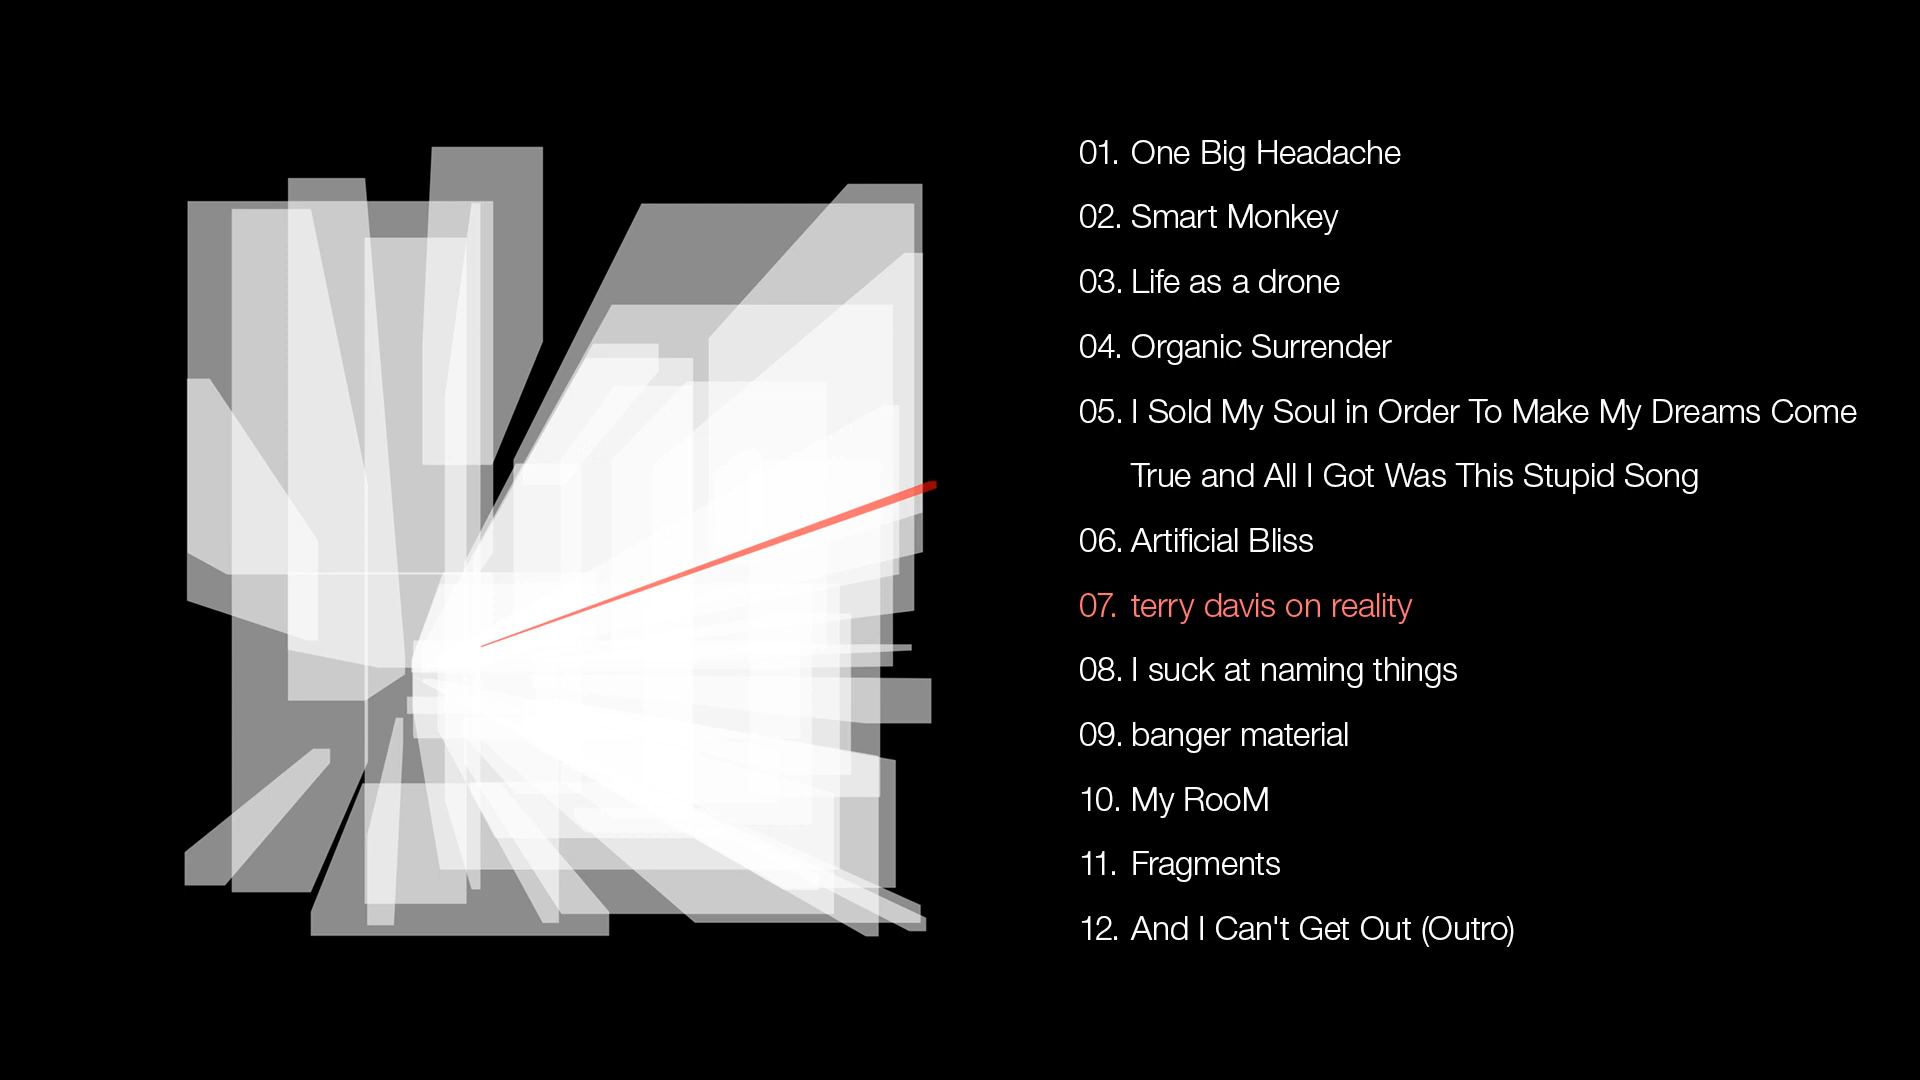 01. One Big Headache
02. Smart Monkey
03. Life as a drone
04. Organic Surrender
05. I Sold My Soul in Order To Make My Dreams Come
True and All I Got Was This Stupid Song
06. Artificial Bliss
07. terry davis on reality
08. I suck at naming things
09. banger material
10. My RooM
11. Fragments
12. And I Can't Get Out (Outro)